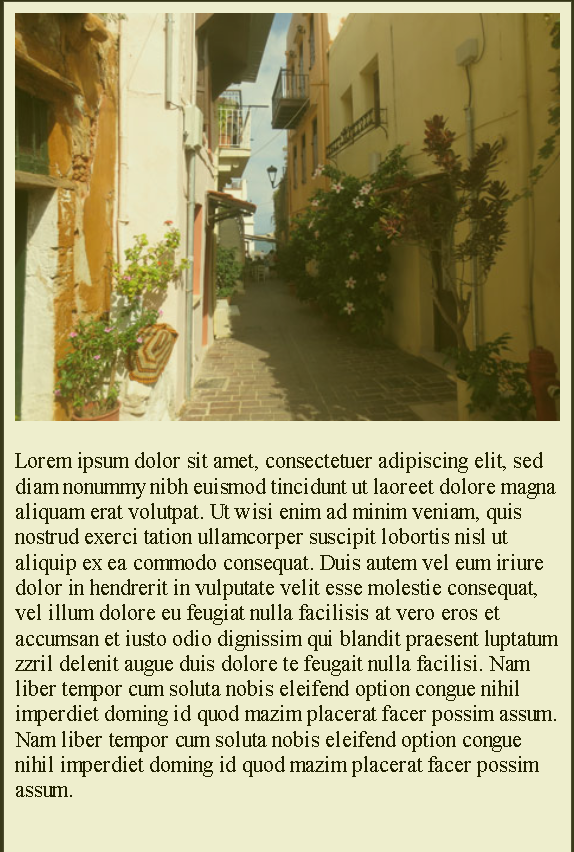 Lorem ipsum dolor sit amet, consectetuer adipiscing elit, sed
diam nonummy nibh euismod tincidunt ut laoreet dolore magna
aliquam erat volutpat. Ut wisi enim ad minim veniam, quis
nostrud exerci tation ullamcorper suscipit lobortis nisl ut
aliquip ex ea commodo consequat. Duis autem vel eum iriure
dolor in hendrerit in vulputate velit esse molestie consequat,
vel illum dolore eu feugiat nulla facilisis at vero eros et
accumsan et iusto odio dignissim qui blandit praesent luptatum
zzril delenit augue duis dolore te feugait nulla facilisi. Nam
liber tempor cum soluta nobis eleifend option congue nihil
imperdiet doming id quod mazim placerat facer possim assum.
Nam liber tempor cum soluta nobis eleifend option congue
nihil imperdiet doming id quod mazim placerat facer possim
assum.